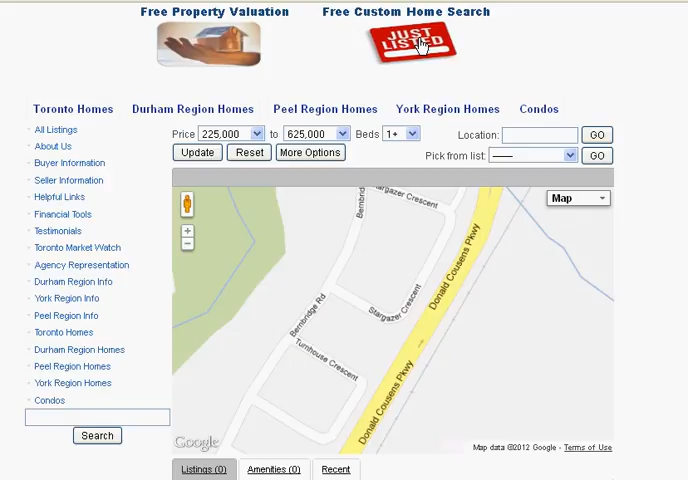 Free Property Valuation
Free Custom Home Search
JUST
LISTED
Toronto Homes
Durham Region Homes
Peel Region Homes
York Region Homes
Condos
All Listings
About Us
Buyer Information
Seller Information
Helpful Links
Financial Tools
Testimonials
Toronto Market Watch
Agency Representation
Durham Region Info
York Region Info
Peel Region Info
Toronto Homes
Durham Region Homes
Peel Region Homes
York Region Homes
Condos
Search
Price 225,000 to 625,000 Beds 1+
Location: GO
Update Reset More Options
Pick from list: —— GO
Map
Stargazer Crescent
Bembrid
Donald Cousens Pkwy
Stargazer Crescent
Bembridge Rd
Turnhouse Crescent
Donald Cousens Pkwy
Google
Map data ©2012 Google - Terms of Use
Listings (0) Amenities (0) Recent